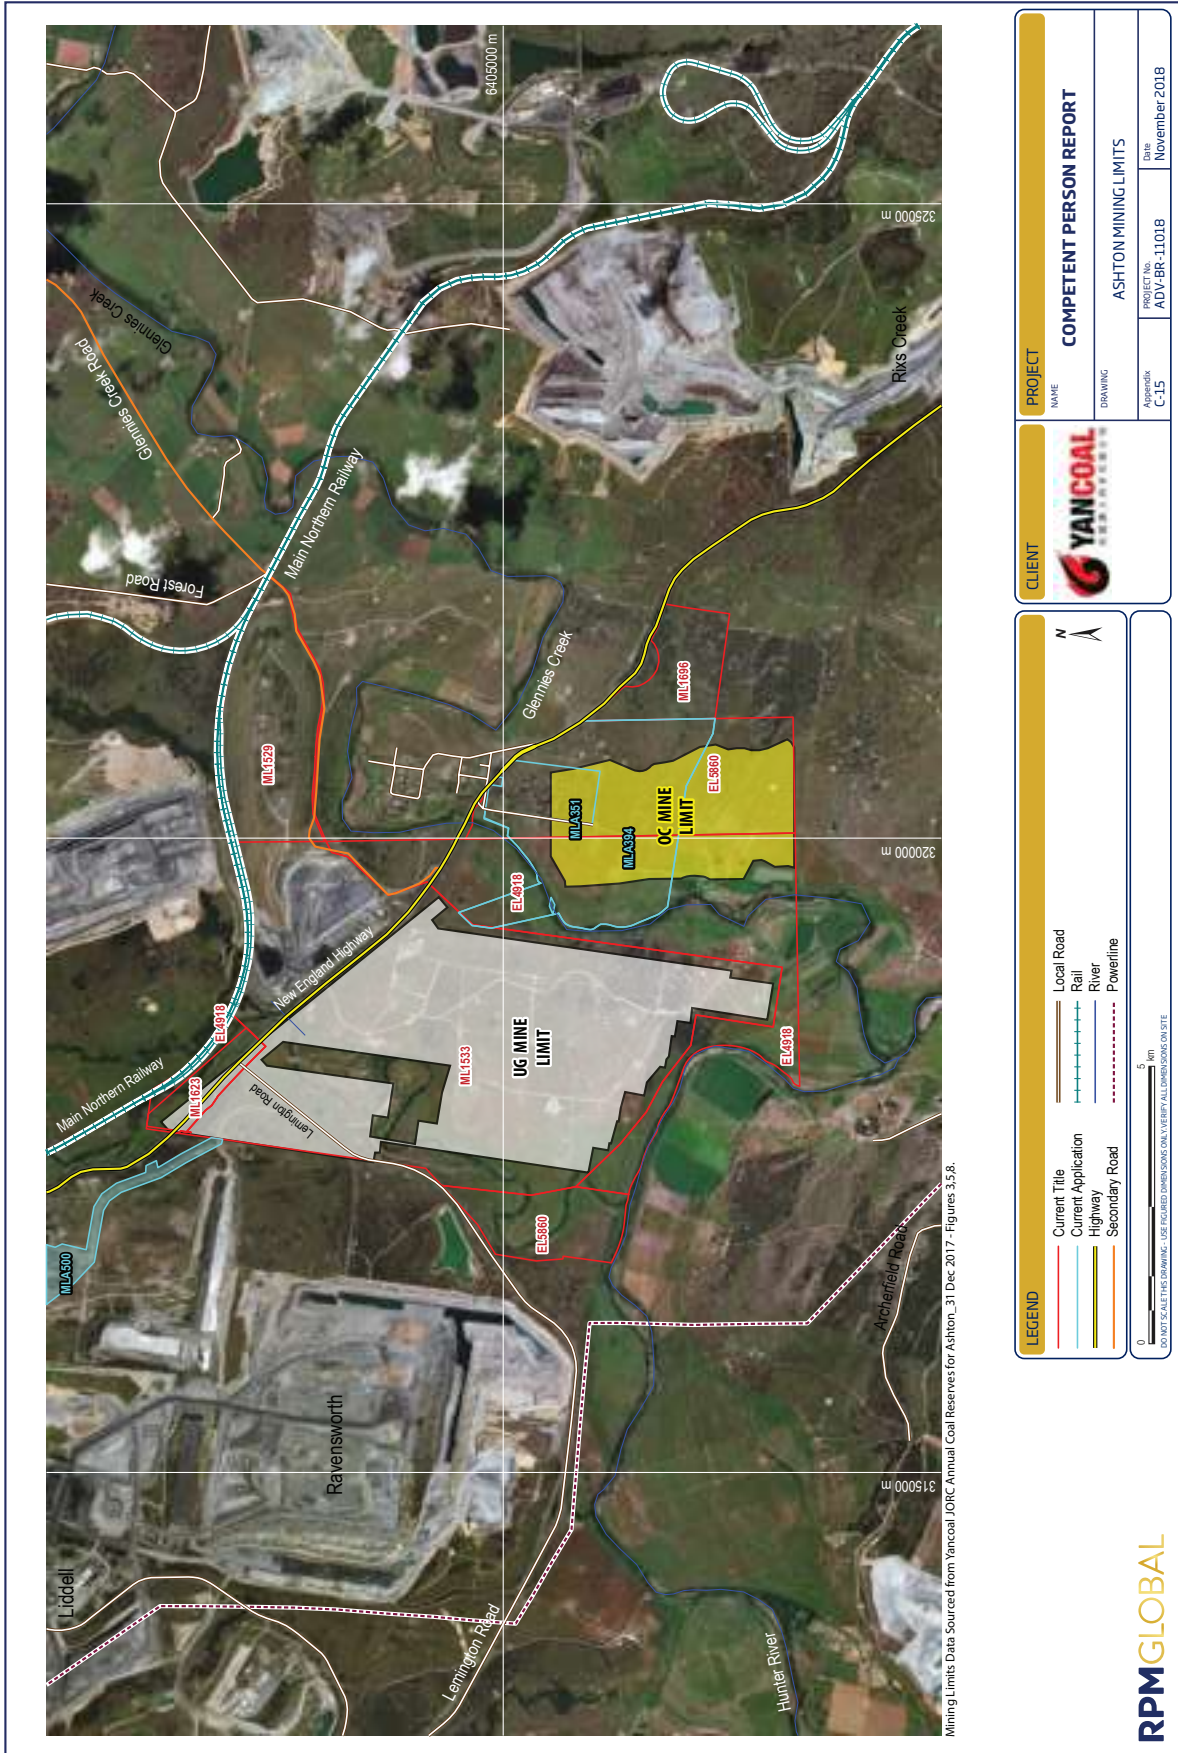 Liddell
Ravensworth
Lemington Road
Hunter River
315000 m
Archerfield Road
MLA500
EL5860
Main Northern Railway
ML1623
EL4918
New England Highway
Lemington Road
ML1533
UG MINE
LIMIT
EL4918
EL4918
ML1529
320000 m
MLA351
MLA394
OC MINE
LIMIT
EL5860
ML1696
Glennies Creek
Forest Road
Main Northern Railway
Glennies Creek Road
Glennies Creek
Rixs Creek
325000 m
6405000 m
Mining Limits Data Sourced from Yancoal JORC Annual Coal Reserves for Ashton_31 Dec 2017 - Figures 3,5,8.
LEGEND
Current Title
Current Application
Highway
Secondary Road
Local Road
Rail
River
Powerline
N
0
5
km
DO NOT SCALE THIS DRAWING - USE FIGURED DIMENSIONS ONLY. VERIFY ALL DIMENSIONS ON SITE
CLIENT
YANCOAL
PROJECT
NAME
COMPETENT PERSON REPORT
DRAWING
ASHTON MINING LIMITS
Appendix
C-15
PROJECT No.
ADV-BR-11018
Date
November 2018
RPMGLOBAL